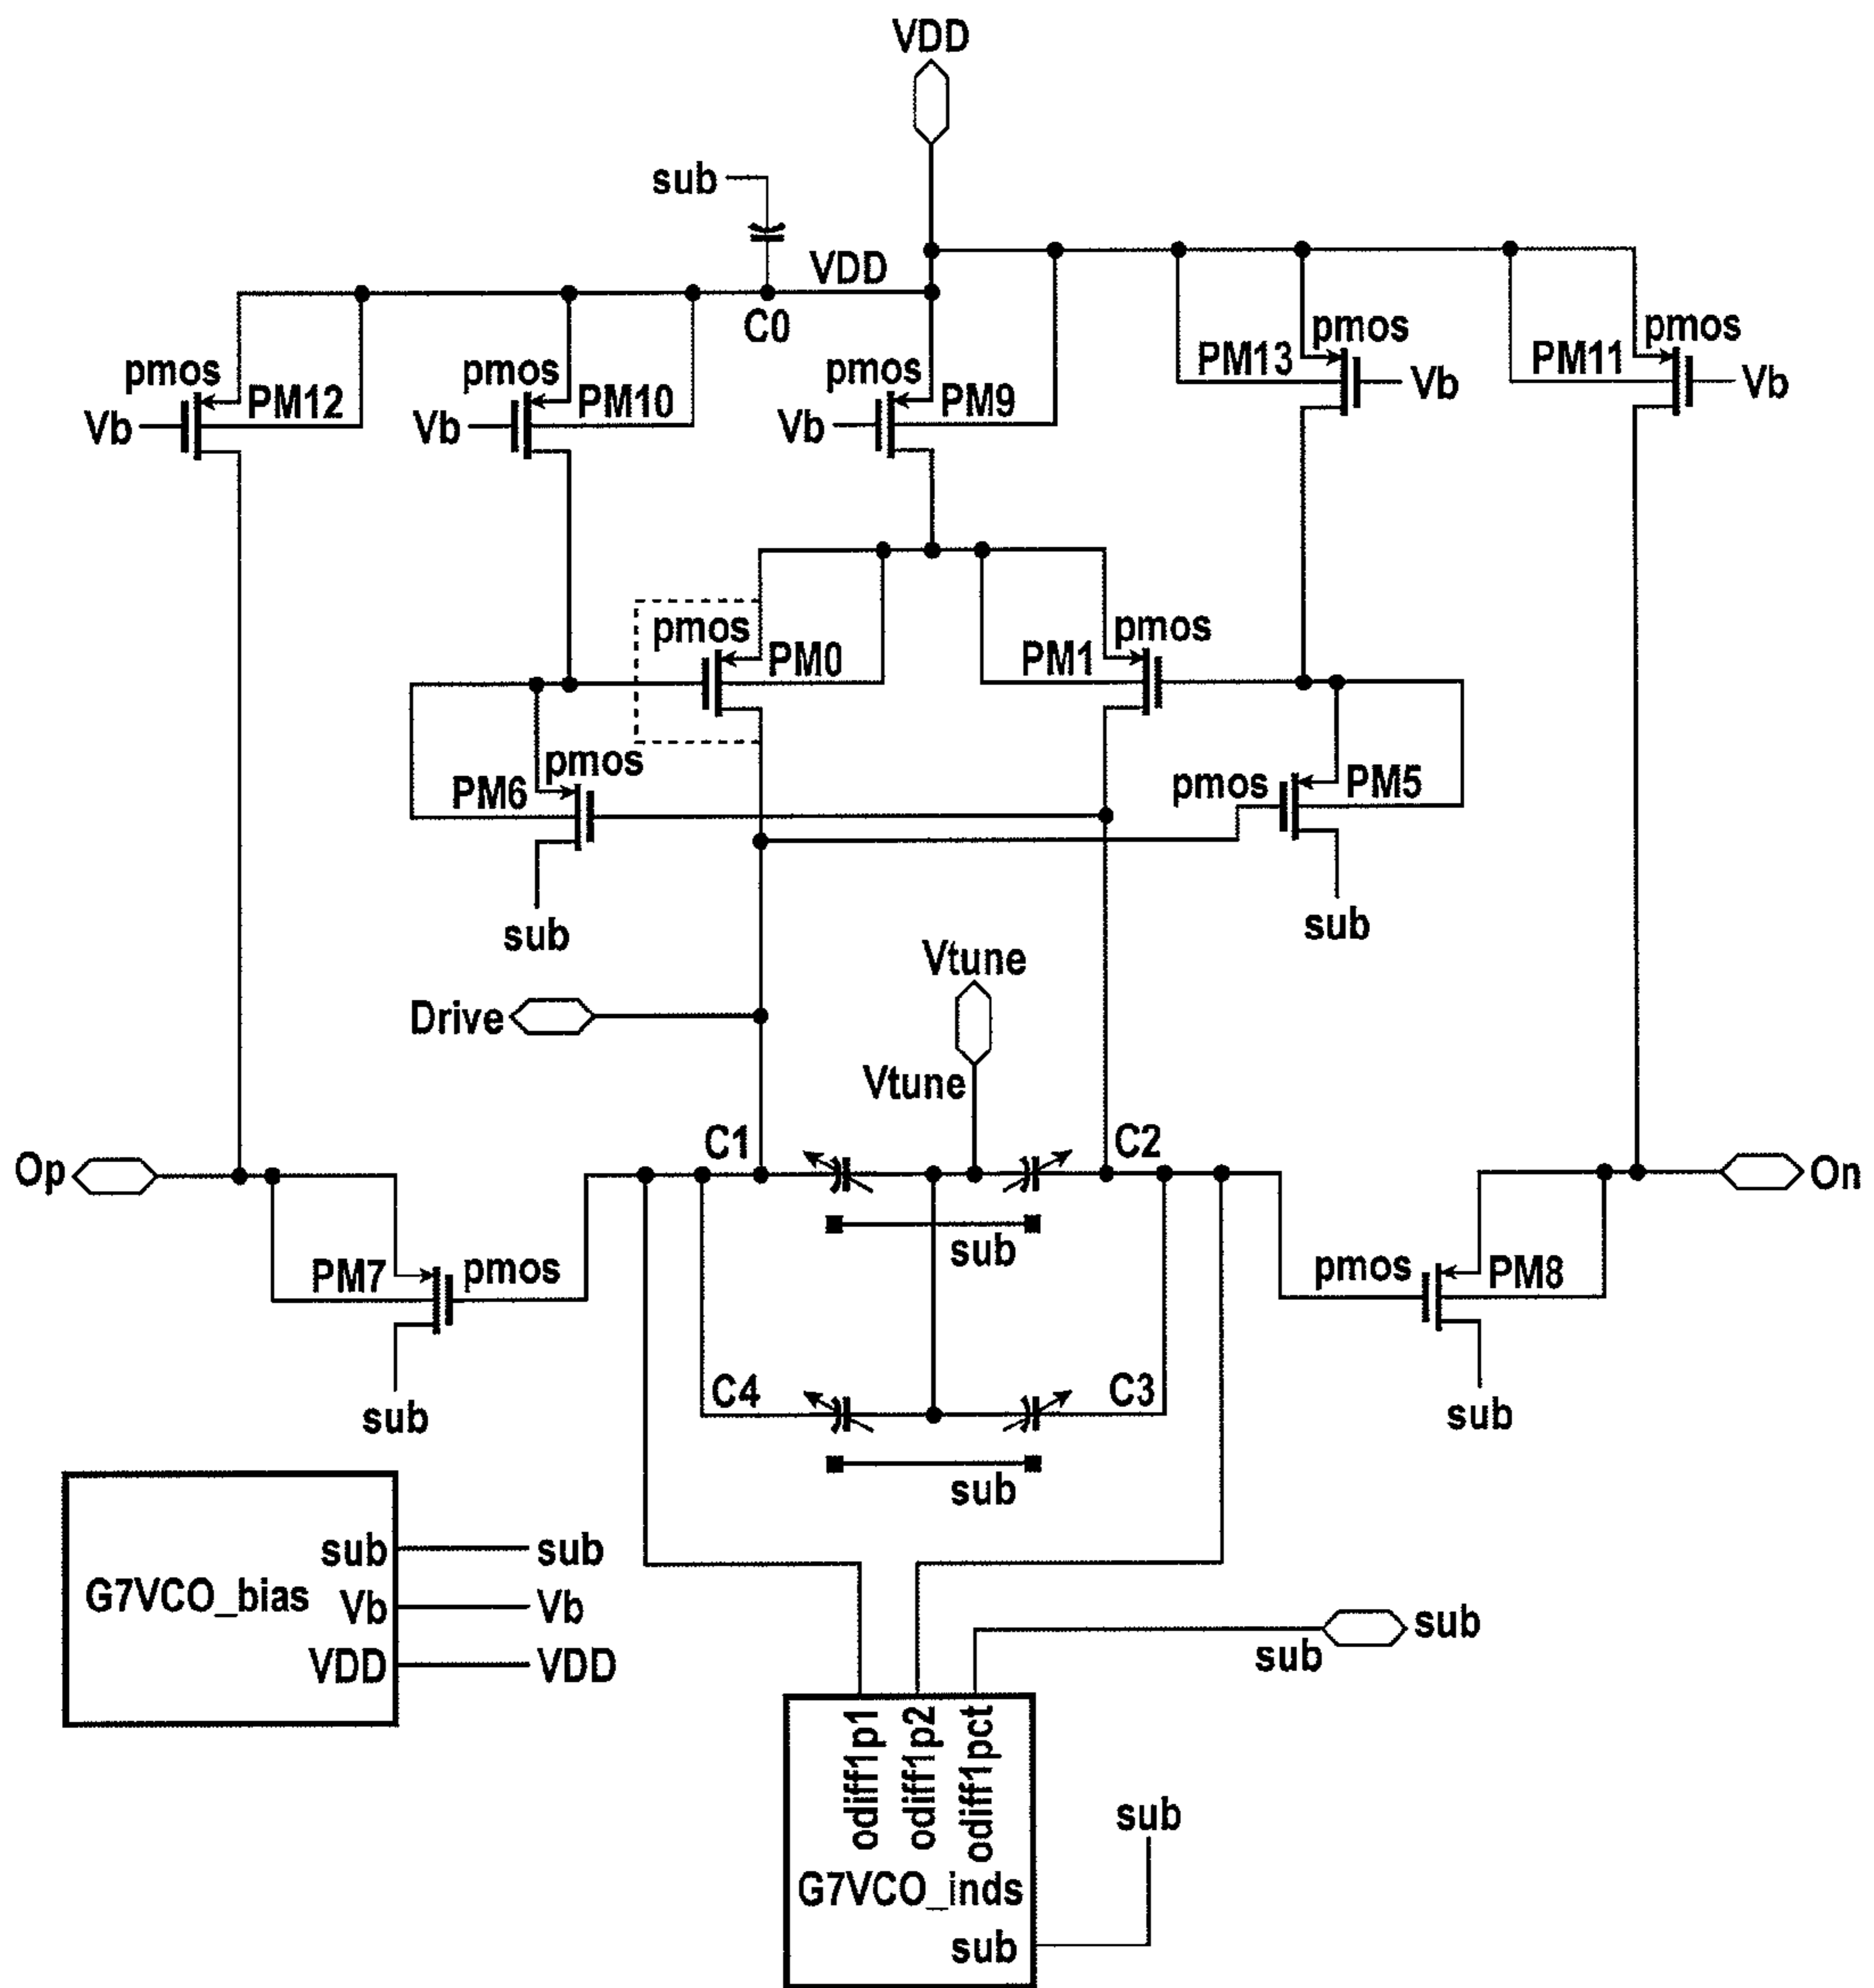 VDD
sub
VDD
C0
pmos
PM12
Vb
pmos
PM10
Vb
pmos
PM9
Vb
pmos
PM13
Vb
pmos
PM11
Vb
pmos
PM0
PM1
pmos
pmos
PM6
pmos
PM5
sub
sub
Vtune
Drive
Vtune
C1
C2
Op
On
sub
PM7
pmos
pmos
PM8
C4
C3
sub
sub
sub
G7VCO_bias
sub
Vb
VDD
sub
Vb
VDD
sub
sub
odiff1p1
odiff1p2
odiff1pct
G7VCO_inds
sub
sub